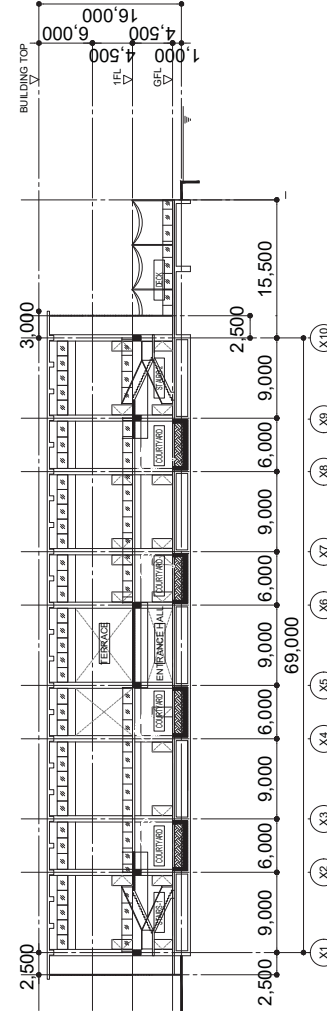 2,500
3,000
BUILDING TOP
16,000
6,000
1FL
4,500
GFL
4,500
1,000
TERRACE
ENTRANCE HALL
COURTYARD
COURTYARD
COURTYARD
COURTYARD
DECK
2,500
9,000
6,000
9,000
6,000
9,000
6,000
9,000
6,000
9,000
2,500
15,500
69,000
X1
X2
X3
X4
X5
X6
X7
X8
X9
X10